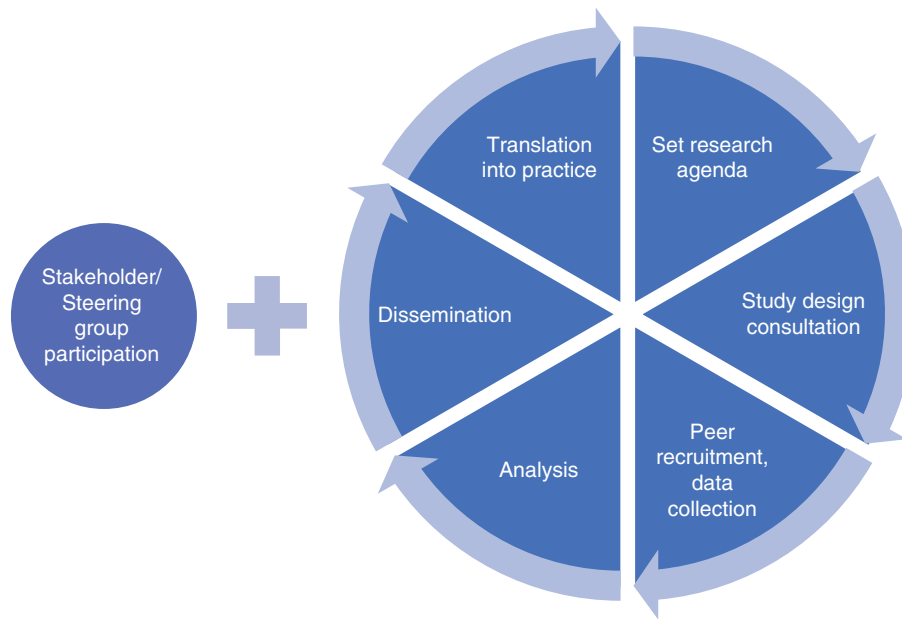 Stakeholder/
Steering
group
participation
Set research
agenda
Study design
consultation
Peer
recruitment,
data
collection
Analysis
Dissemination
Translation
into practice